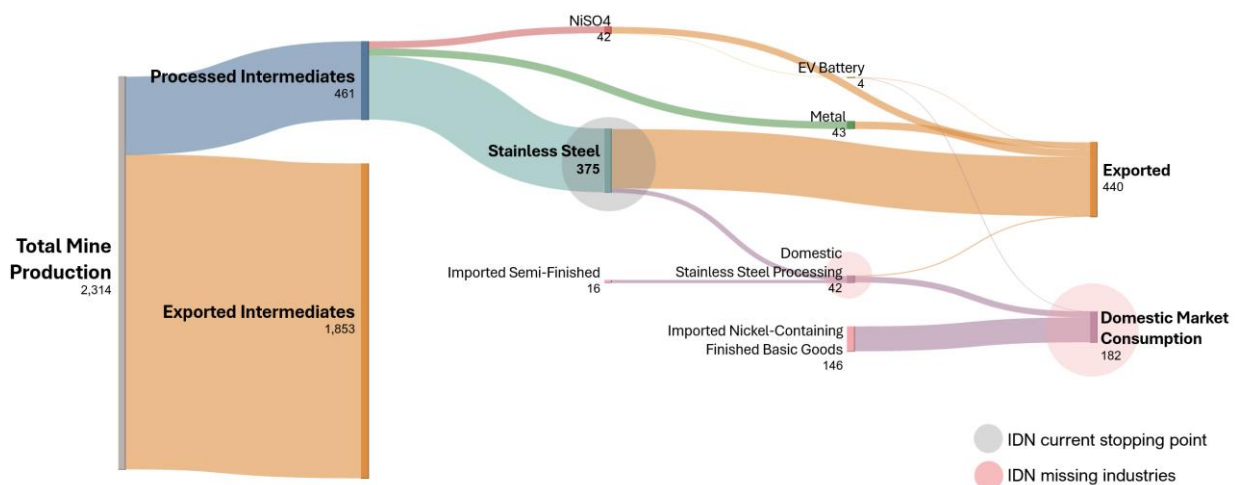 NiSO4
42
EV Battery
4
Processed Intermediates
461
Metal
43
Stainless Steel
375
Exported
440
Total Mine
Production
2,314
Domestic
Stainless Steel Processing
42
Imported Semi-Finished
16
Exported Intermediates
1,853
Imported Nickel-Containing
Finished Basic Goods
146
Domestic Market
Consumption
182
IDN current stopping point
IDN missing industries